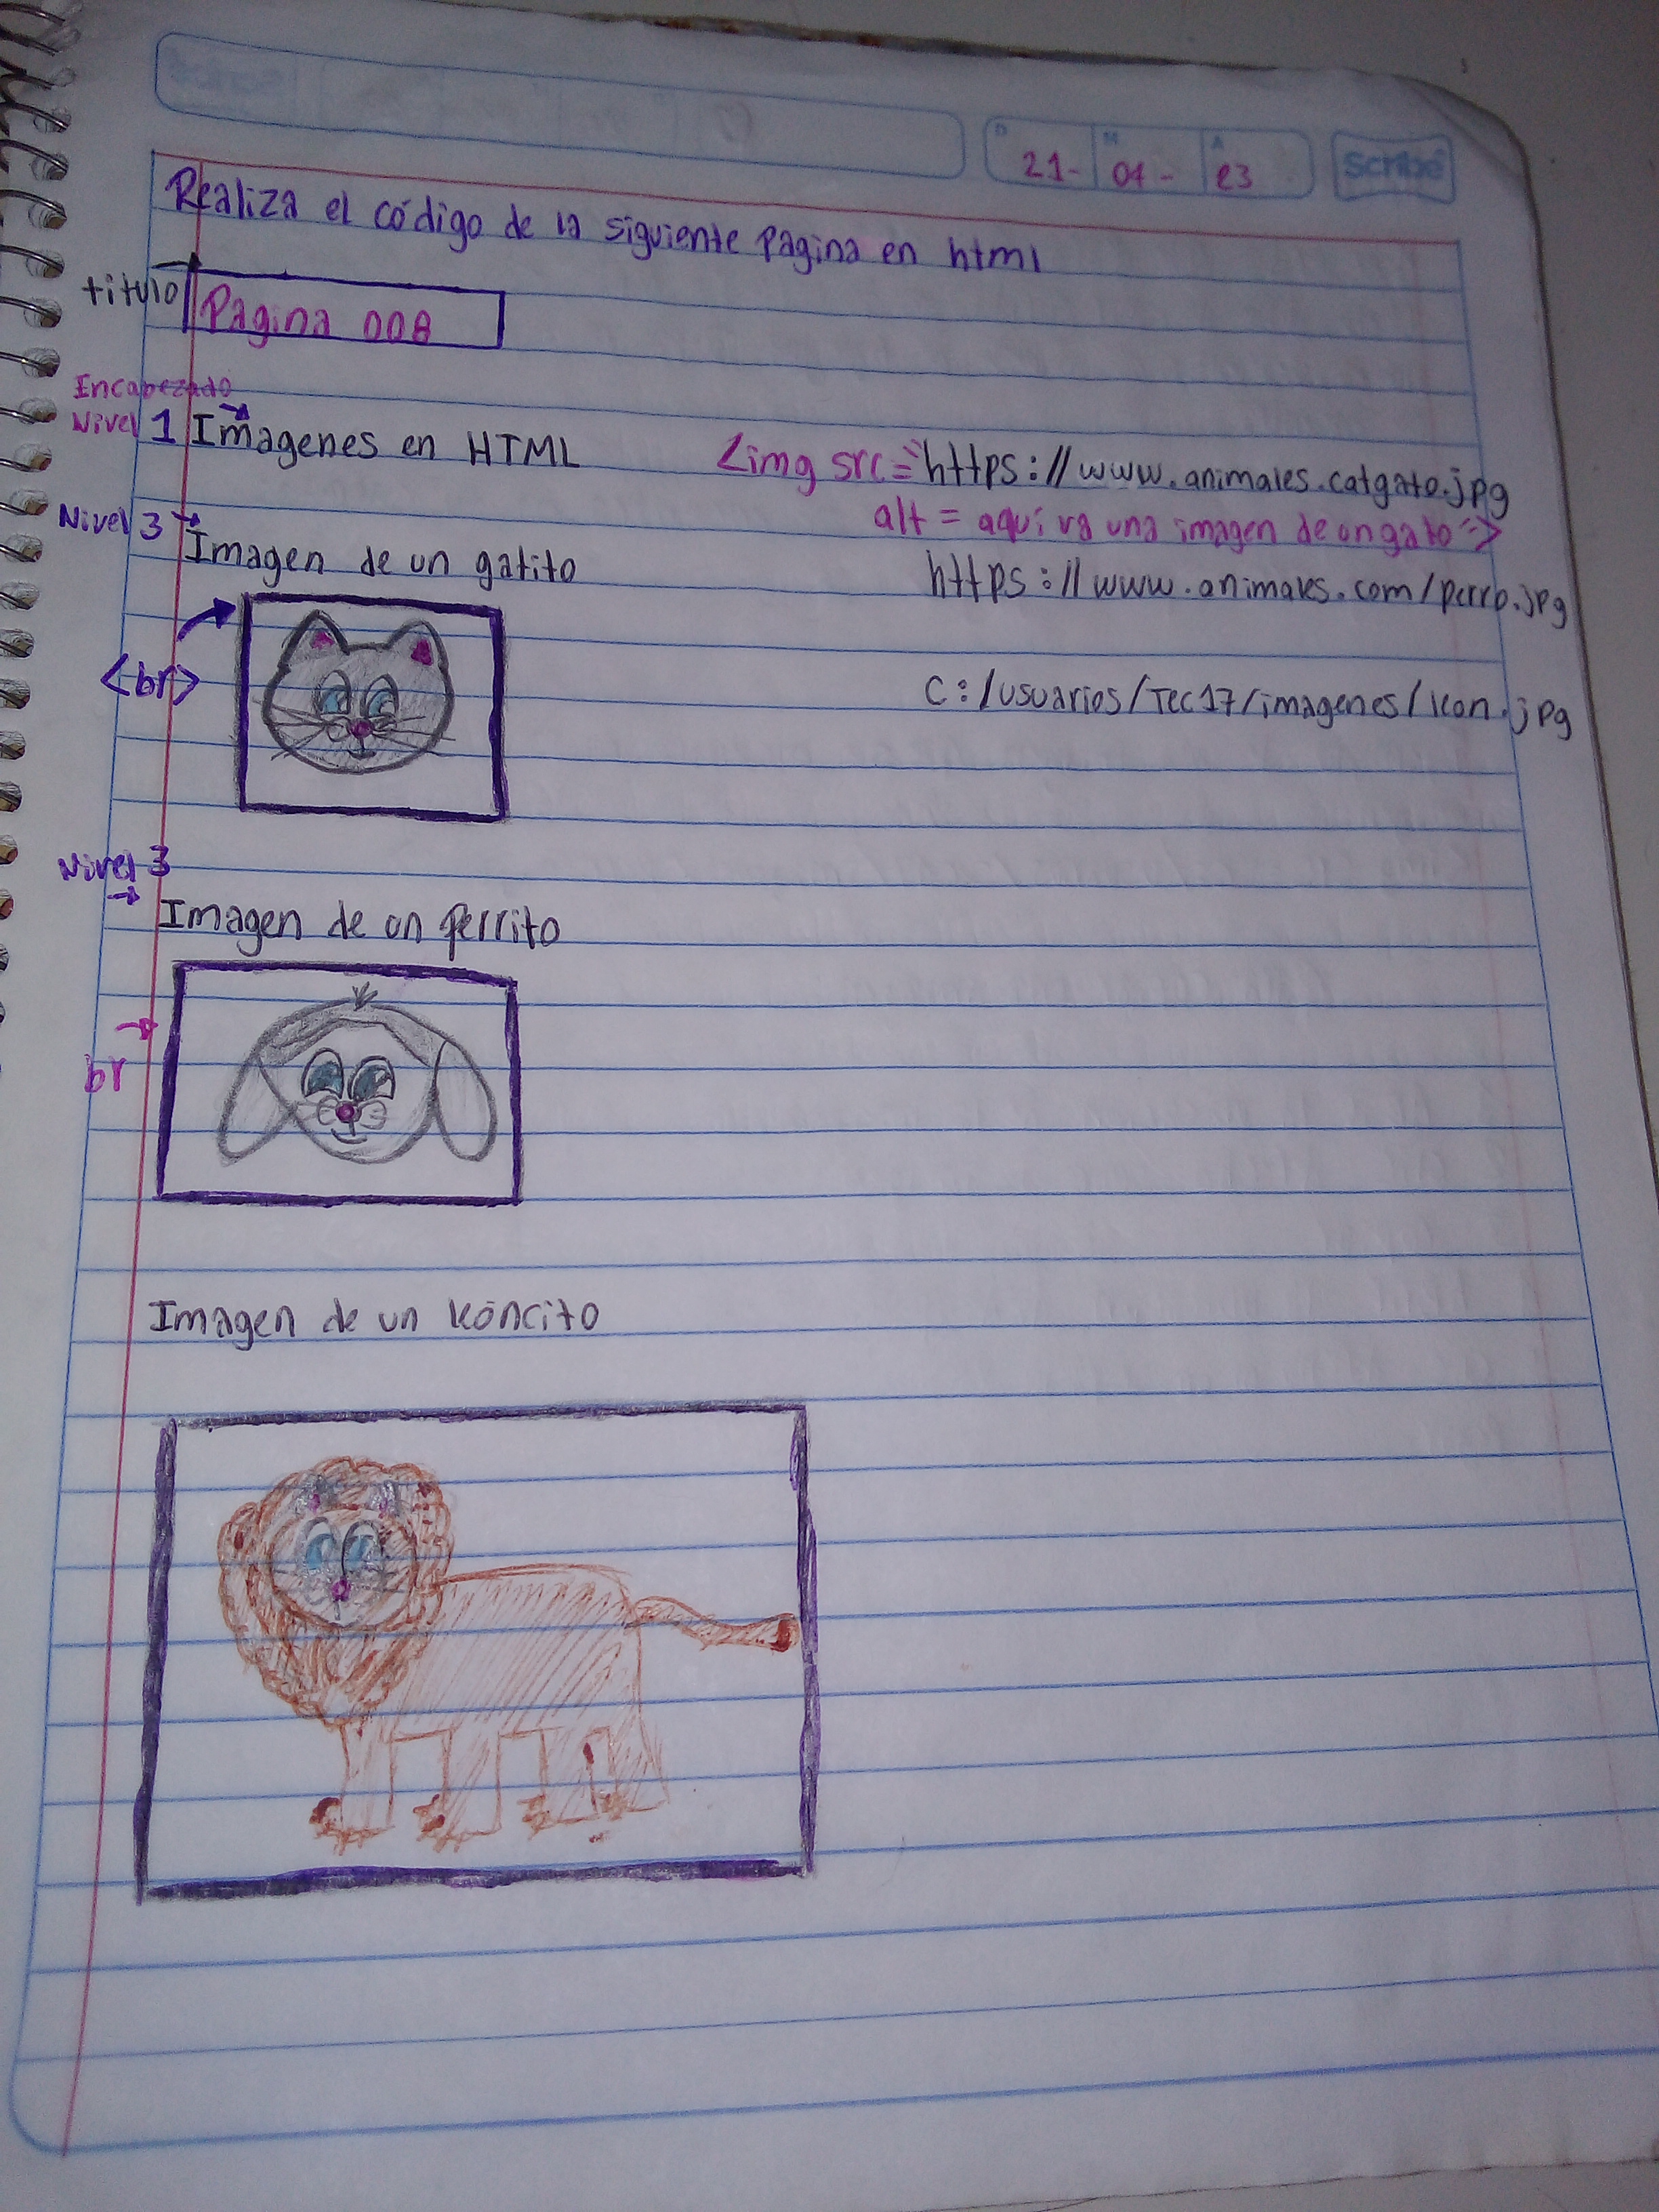 D M A
21- 01- 23
Scribe
Realiza el código de la siguiente Pagina en html
titulo
Pagina 008
Encabezado
Nivel 1 Imagenes en HTML
<img src="https://www.animales.catgato.jpg
alt = aquí va una imagen de un gato">
Nivel 3 Imagen de un gatito
https://www.animales.com/perro.jpg
<br>
C:/usuarios/Tec17/imagenes/leon.jpg
Nivel 3
Imagen de un perrito
br
Imagen de un leoncito